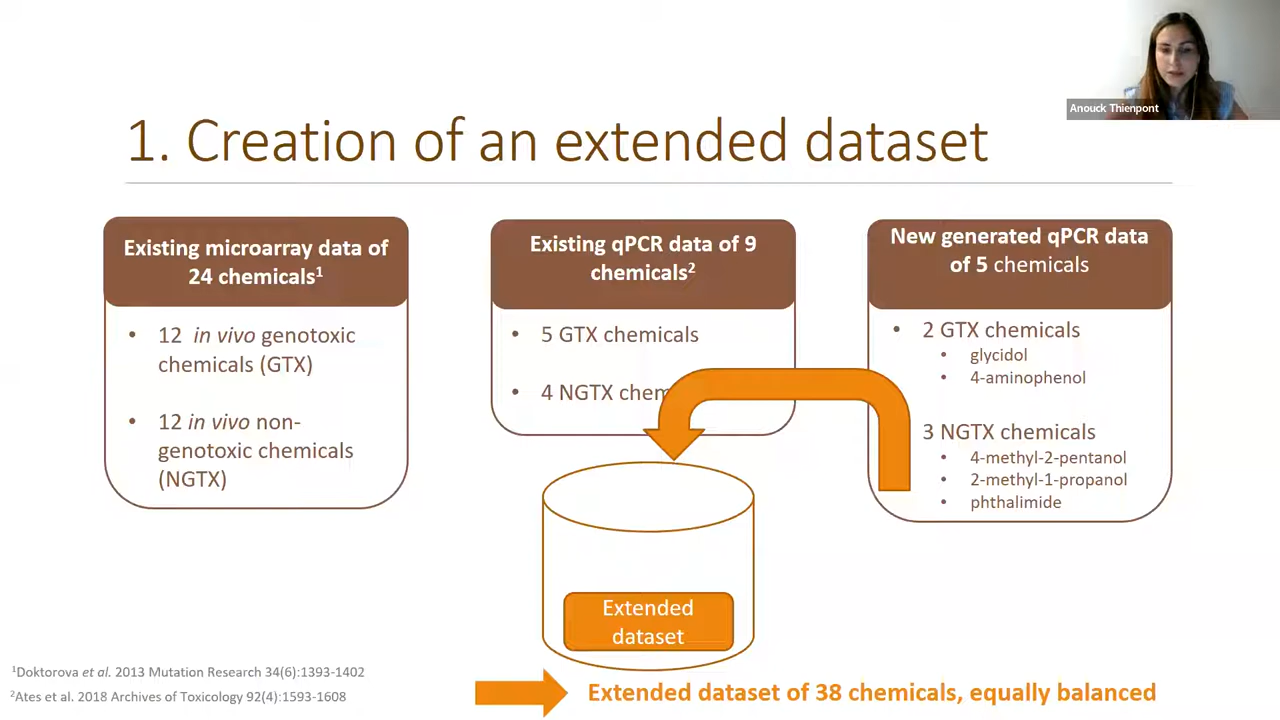 Anouck Thienpont
1. Creation of an extended dataset
Existing microarray data of
24 chemicals¹
• 12 in vivo genotoxic
chemicals (GTX)
• 12 in vivo non-
genotoxic chemicals
(NGTX)
Existing qPCR data of 9
chemicals²
• 5 GTX chemicals
• 4 NGTX chem
New generated qPCR data
of 5 chemicals
• 2 GTX chemicals
• glycidol
• 4-aminophenol
3 NGTX chemicals
• 4-methyl-2-pentanol
• 2-methyl-1-propanol
• phthalimide
Extended
dataset
¹Doktorova et al. 2013 Mutation Research 34(6):1393-1402
²Ates et al. 2018 Archives of Toxicology 92(4):1593-1608
Extended dataset of 38 chemicals, equally balanced